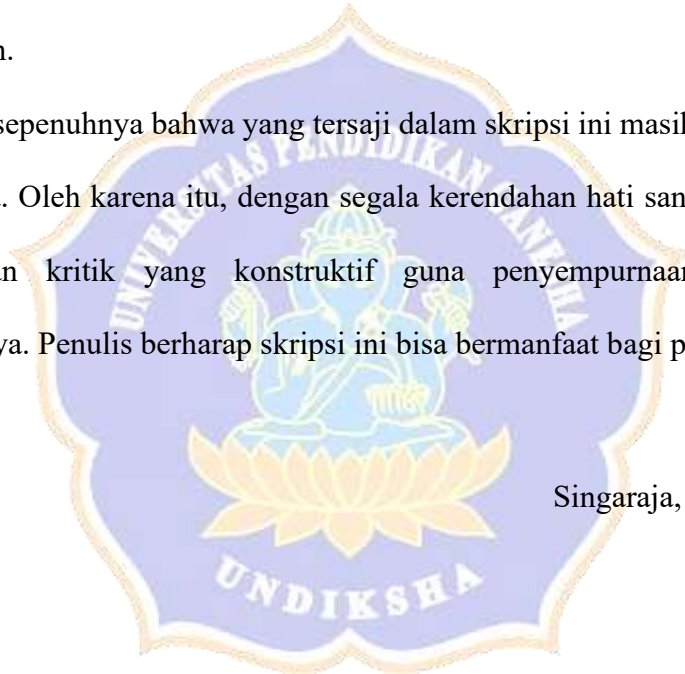 n.
sepenuhnya bahwa yang tersaji dalam skripsi ini masih
. Oleh karena itu, dengan segala kerendahan hati san
n kritik yang konstruktif guna penyempurnaan
ya. Penulis berharap skripsi ini bisa bermanfaat bagi p
Singaraja,
UNIVERSITAS PENDIDIKAN GANESHA
UNDIKSHA